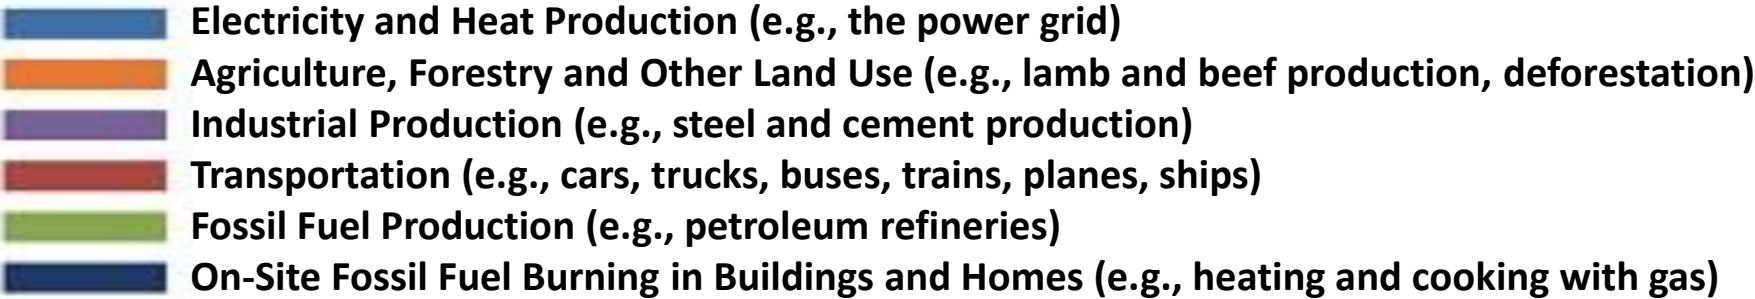 Electricity and Heat Production (e.g., the power grid)
Agriculture, Forestry and Other Land Use (e.g., lamb and beef production, deforestation)
Industrial Production (e.g., steel and cement production)
Transportation (e.g., cars, trucks, buses, trains, planes, ships)
Fossil Fuel Production (e.g., petroleum refineries)
On-Site Fossil Fuel Burning in Buildings and Homes (e.g., heating and cooking with gas)